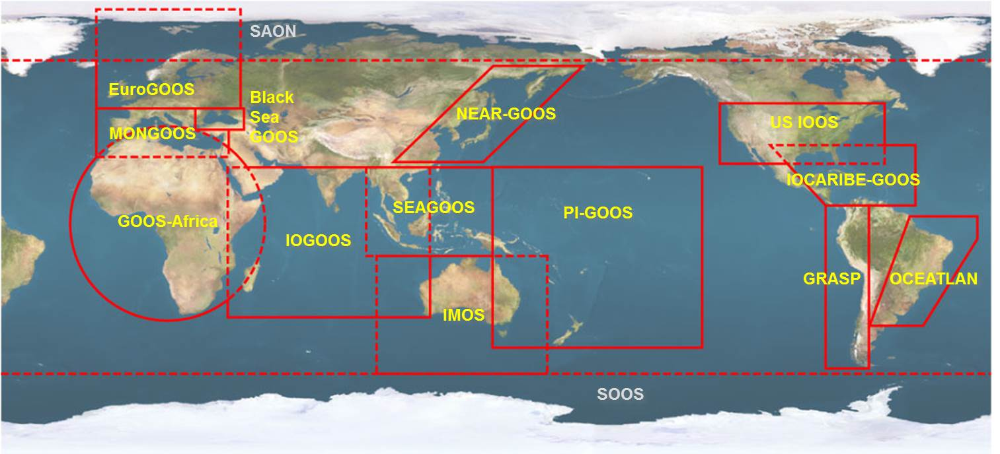 SAON
EuroGOOS
Black
Sea
GOOS
NEAR-GOOS
US IOOS
MONGOOS
IOCARIBE-GOOS
GOOS-Africa
SEAGOOS
PI-GOOS
IOGOOS
GRASP
OCEATLAN
IMOS
SOOS